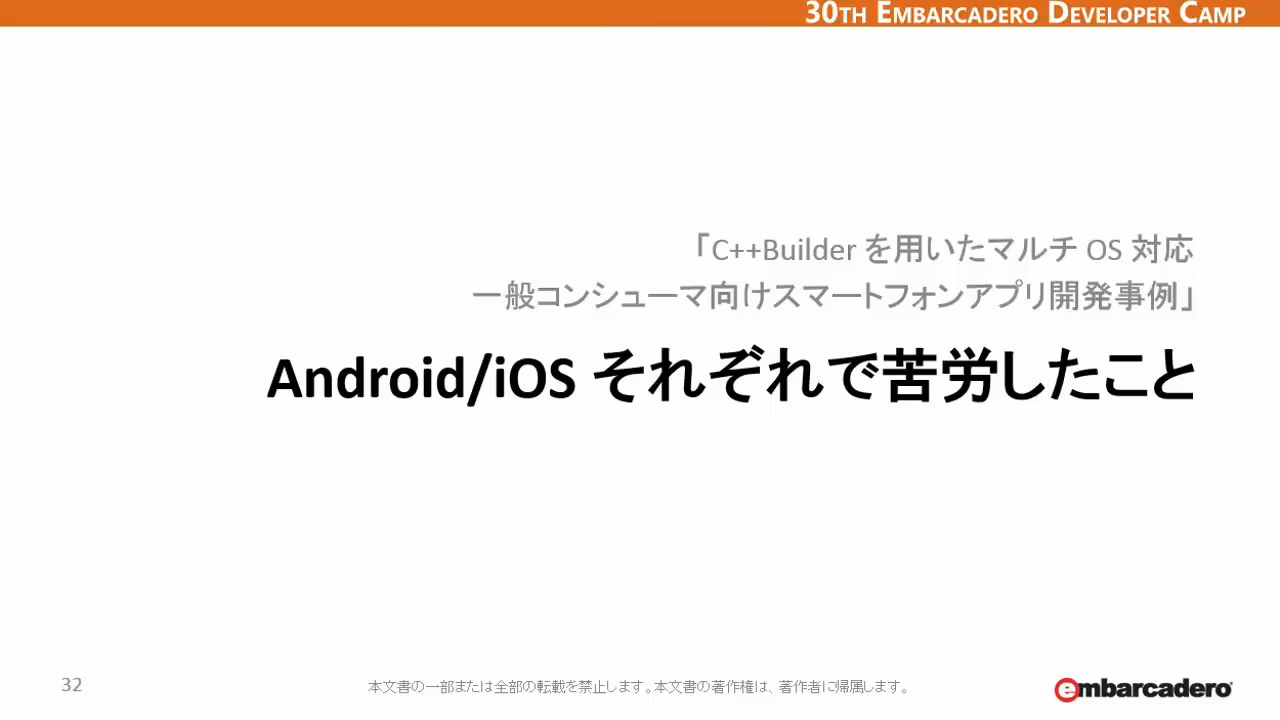 30TH EMBARCADERO DEVELOPER CAMP
「C++Builder を用いたマルチ OS 対応
一般コンシューマ向けスマートフォンアプリ開発事例」
Android/iOS それぞれで苦労したこと
32
本文書の一部または全部の転載を禁止します。本文書の著作権は、著作者に帰属します。
embarcadero